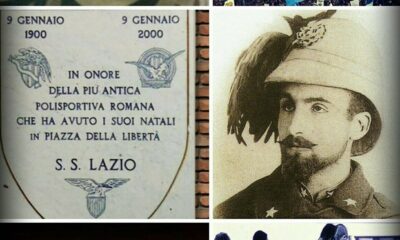 9 GENNAIO 9 GENNAIO
1900 2000
IN ONORE
DELLA PIÙ ANTICA
POLISPORTIVA ROMANA
CHE HA AVUTO I SUOI NATALI
IN PIAZZA DELLA LIBERTÀ
S. S. LAZIO